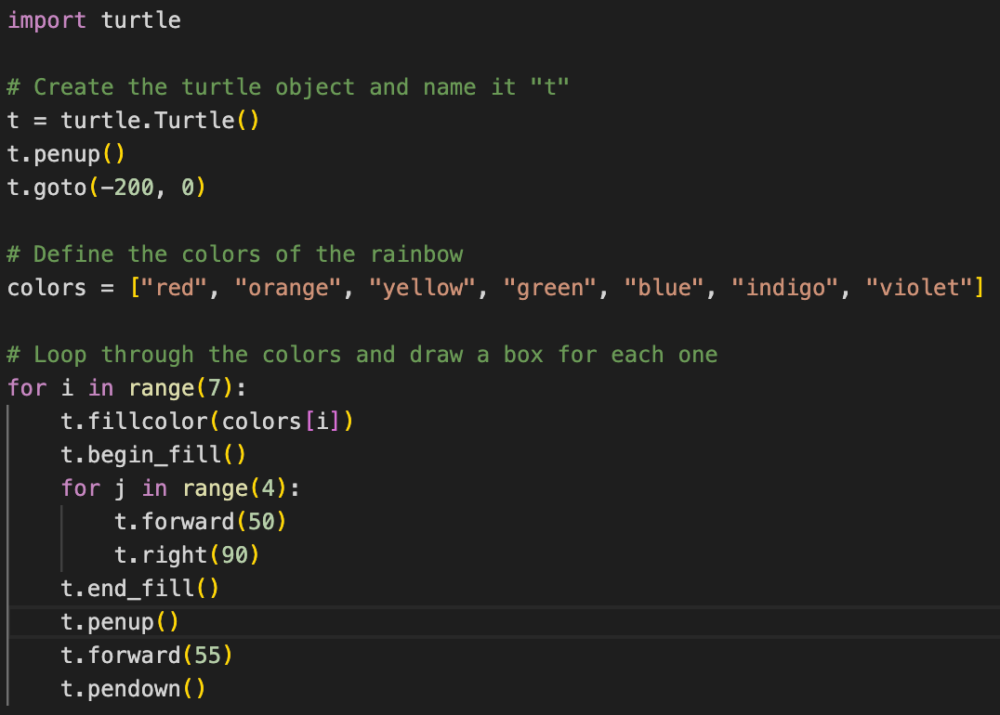 import turtle

# Create the turtle object and name it "t"
t = turtle.Turtle()
t.penup()
t.goto(-200, 0)

# Define the colors of the rainbow
colors = ["red", "orange", "yellow", "green", "blue", "indigo", "violet"]

# Loop through the colors and draw a box for each one
for i in range(7):
    t.fillcolor(colors[i])
    t.begin_fill()
    for j in range(4):
        t.forward(50)
        t.right(90)
    t.end_fill()
    t.penup()
    t.forward(55)
    t.pendown()